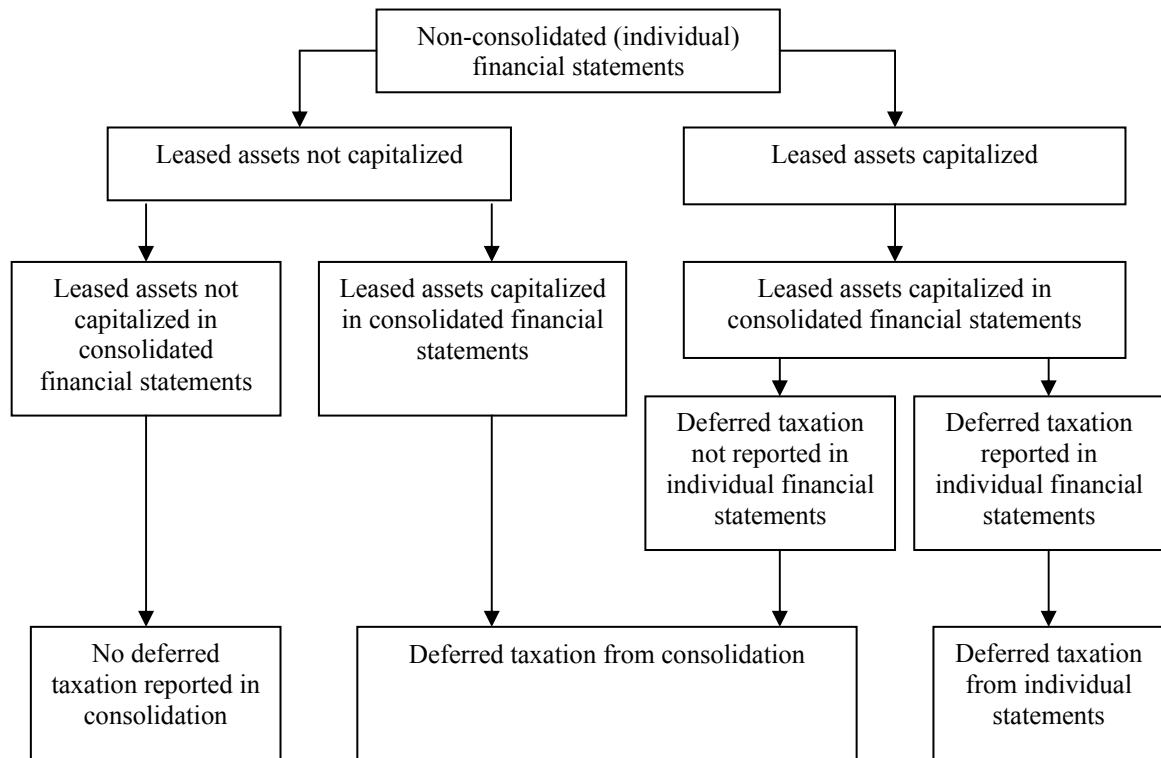 Non-consolidated (individual)
financial statements
Leased assets not capitalized
Leased assets capitalized
Leased assets not
capitalized in
consolidated
financial statements
Leased assets capitalized
in consolidated financial
statements
Leased assets capitalized in
consolidated financial statements
Deferred taxation
not reported in
individual financial
statements
Deferred taxation
reported in
individual financial
statements
No deferred
taxation reported in
consolidation
Deferred taxation from consolidation
Deferred taxation
from individual
statements